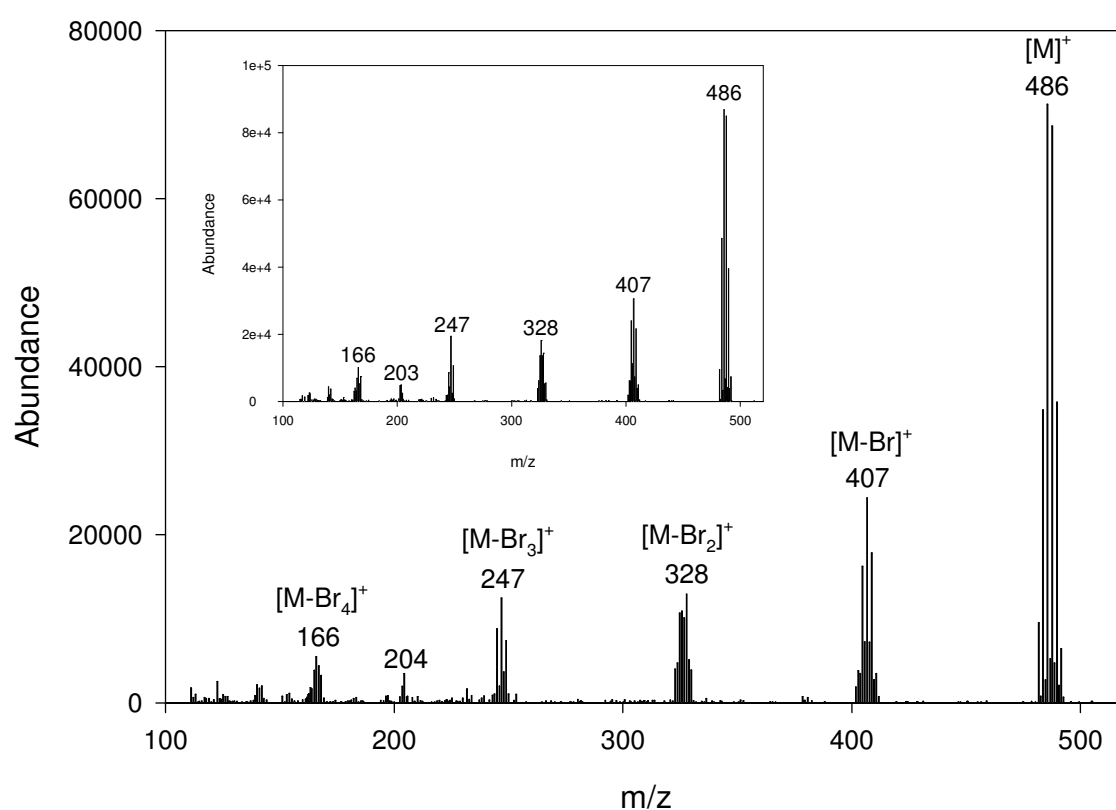 80000
[M]⁺
486
1e+5
486
8e+4
60000
6e+4
Abundance
4e+4
407
328
2e+4
247
166
203
0
100
200
300
400
500
m/z
Abundance
40000
[M-Br]⁺
407
20000
[M-Br₃]⁺
247
[M-Br₂]⁺
328
[M-Br₄]⁺
166
204
0
100
200
300
400
500
m/z